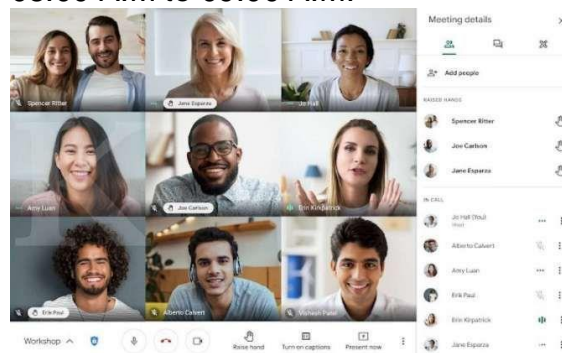 Meeting details
Add people
RAISED HANDS
Spencer Ritter
Joe Carlson
Jane Esparza
IN CALL
Jo Hall (You)
Host
Alberto Calvert
Amy Luan
Erik Paul
Erin Kirkpatrick
Jane Esparza
Spencer Ritter
Jane Esparza
Jo Hall
Amy Luan
Joe Carlson
Erin Kirkpatrick
Erik Paul
Alberto Calvert
Vishesh Patel
Workshop
Raise hand
Turn on captions
Present now